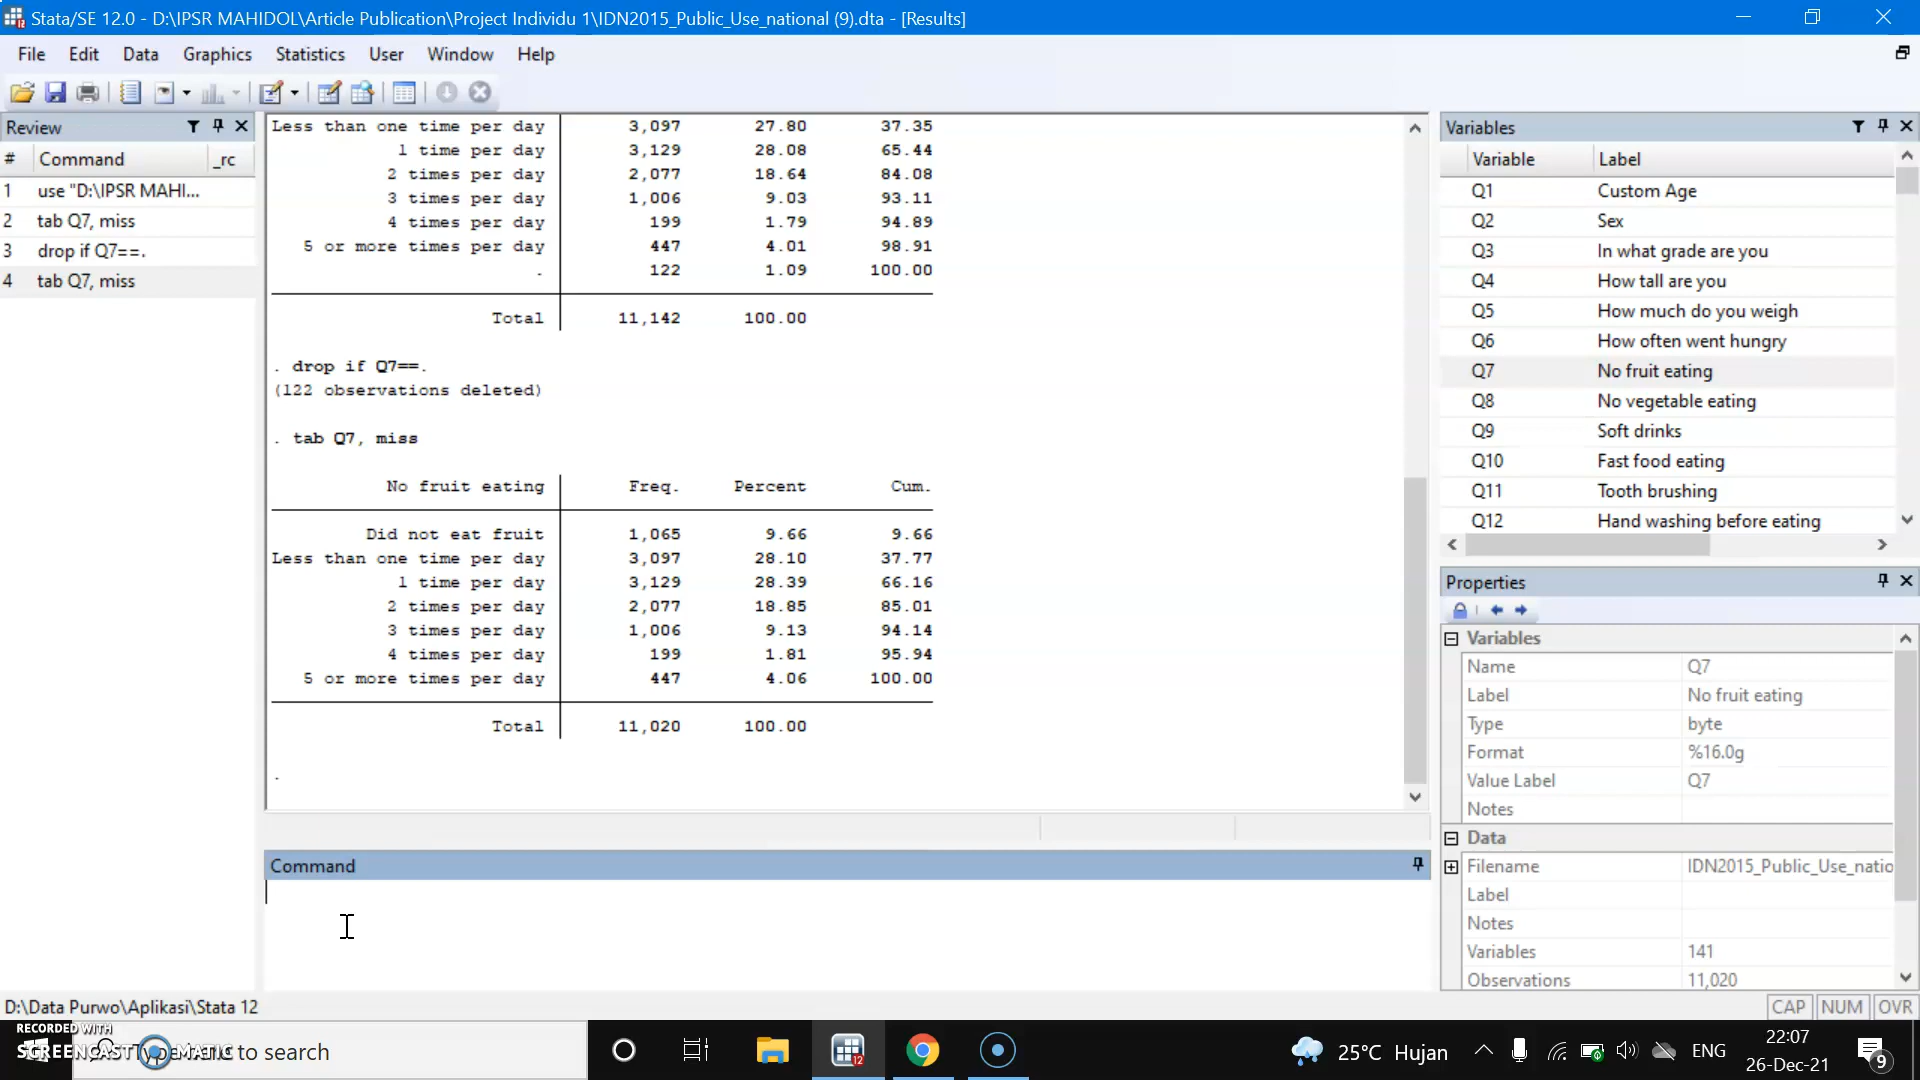 Stata/SE 12.0 - D:\IPSR MAHIDOL\Article Publication\Project Individu 1\IDN2015_Public_Use_national (9).dta - [Results]
File Edit Data Graphics Statistics User Window Help
Review
# Command _rc
1 use "D:\IPSR MAHI...
2 tab Q7, miss
3 drop if Q7==.
4 tab Q7, miss
Less than one time per day 3,097 27.80 37.35
1 time per day 3,129 28.08 65.44
2 times per day 2,077 18.64 84.08
3 times per day 1,006 9.03 93.11
4 times per day 199 1.79 94.89
5 or more times per day 447 4.01 98.91
. 122 1.09 100.00
Total 11,142 100.00
. drop if Q7==.
(122 observations deleted)
. tab Q7, miss
No fruit eating Freq. Percent Cum.
Did not eat fruit 1,065 9.66 9.66
Less than one time per day 3,097 28.10 37.77
1 time per day 3,129 28.39 66.16
2 times per day 2,077 18.85 85.01
3 times per day 1,006 9.13 94.14
4 times per day 199 1.81 95.94
5 or more times per day 447 4.06 100.00
Total 11,020 100.00
.
Command
Variables
Variable Label
Q1 Custom Age
Q2 Sex
Q3 In what grade are you
Q4 How tall are you
Q5 How much do you weigh
Q6 How often went hungry
Q7 No fruit eating
Q8 No vegetable eating
Q9 Soft drinks
Q10 Fast food eating
Q11 Tooth brushing
Q12 Hand washing before eating
Properties
Variables
Name Q7
Label No fruit eating
Type byte
Format %16.0g
Value Label Q7
Notes
Data
Filename IDN2015_Public_Use_natio
Label
Notes
Variables 141
Observations 11,020
D:\Data Purwo\Aplikasi\Stata 12
CAP NUM OVR
RECORDED WITH
SCREENCAST MATIC
Type here to search
12
25°C Hujan
ENG
22:07
26-Dec-21
9